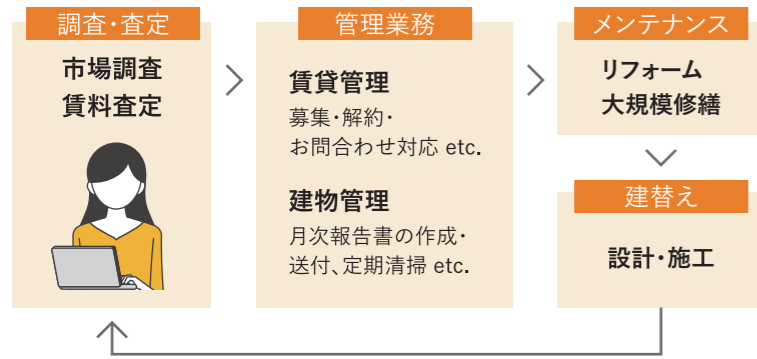 調査・査定
市場調査
賃料査定
管理業務
賃貸管理
募集・解約・
お問合わせ対応 etc.
建物管理
月次報告書の作成・
送付、定期清掃 etc.
メンテナンス
リフォーム
大規模修繕
建替え
設計・施工